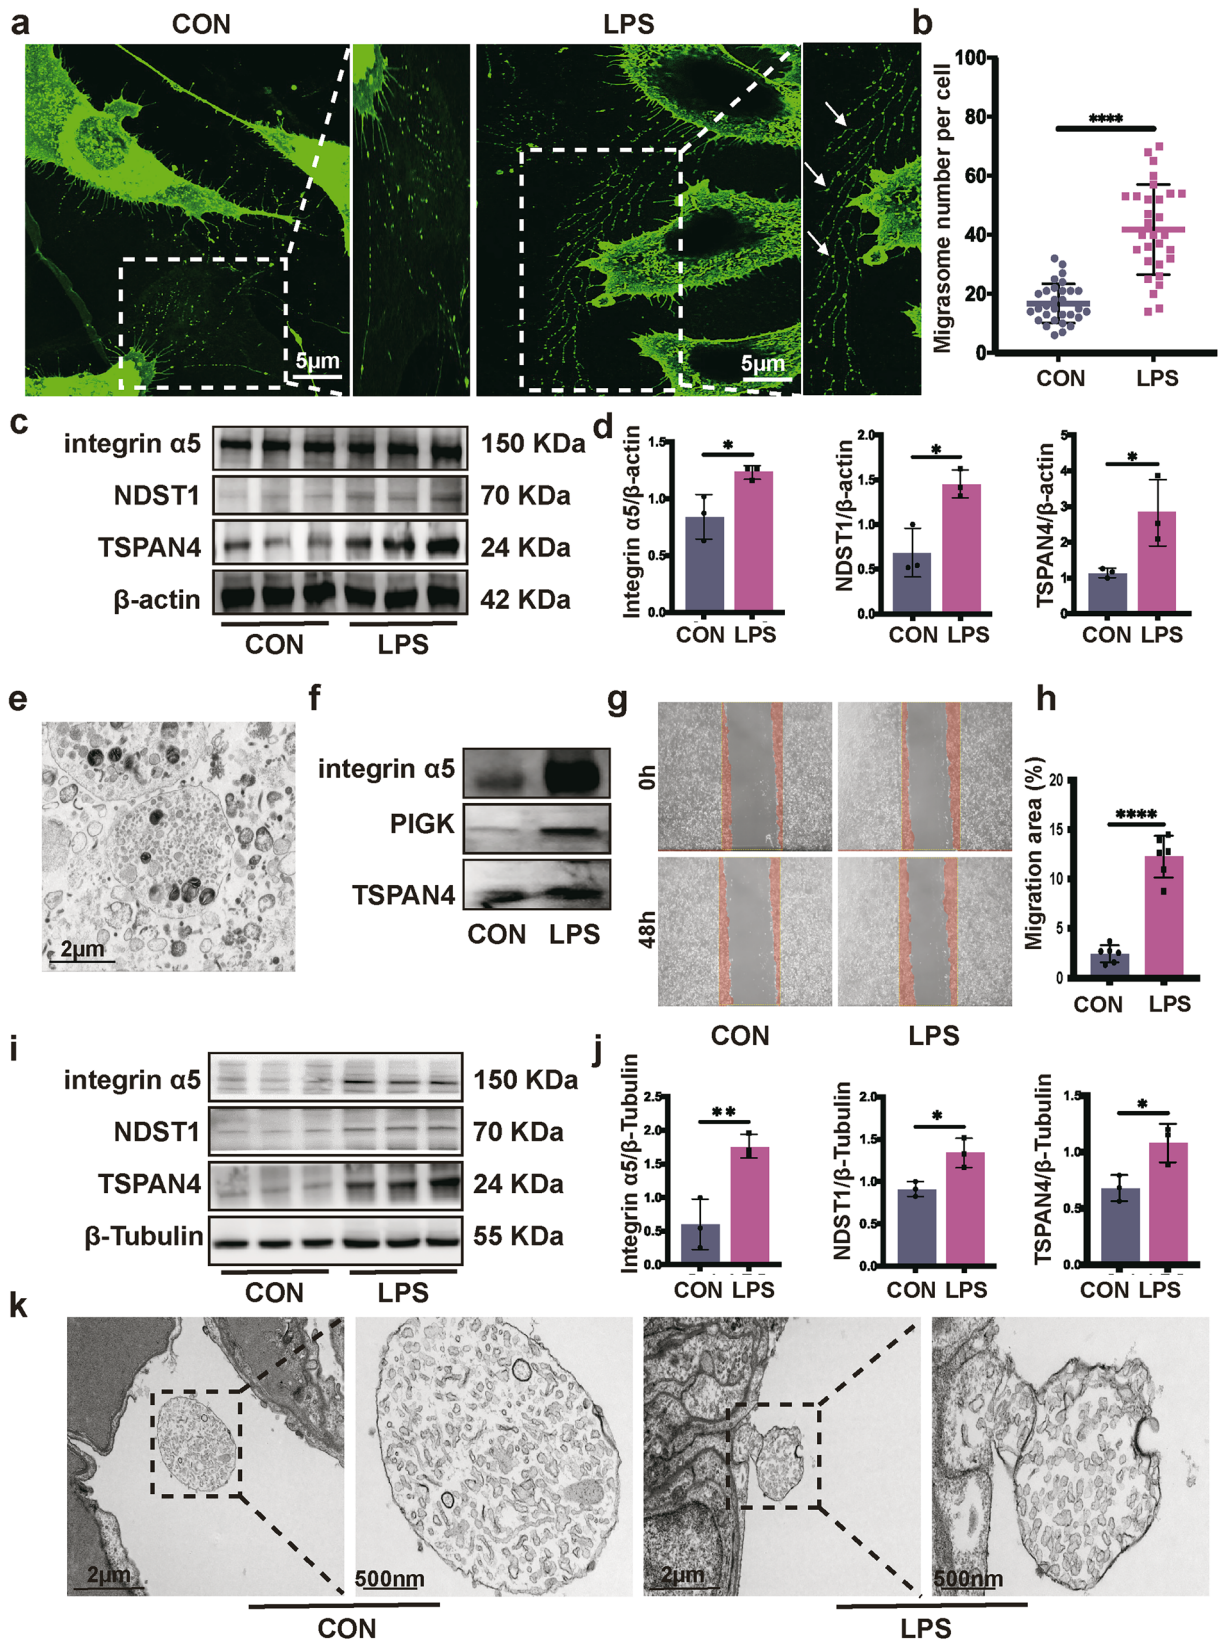 a
CON
LPS
5μm
5μm
b
Migrasome number per cell
100
80
60
40
20
0
****
CON
LPS
c
integrin α5
150 KDa
NDST1
70 KDa
TSPAN4
24 KDa
β-actin
42 KDa
CON
LPS
d
Integrin α5/β-actin
1.5
1.0
0.5
0.0
*
CON LPS
NDST1/β-actin
2.0
1.5
1.0
0.5
0.0
*
CON LPS
TSPAN4/β-actin
5
4
3
2
1
0
*
CON LPS
e
2μm
f
integrin α5
PIGK
TSPAN4
CON LPS
g
0h
48h
CON
LPS
h
Migration area (%)
20
15
10
5
0
****
CON LPS
i
integrin α5
150 KDa
NDST1
70 KDa
TSPAN4
24 KDa
β-Tubulin
55 KDa
CON
LPS
j
Integrin α5/β-Tubulin
2.5
2.0
1.5
1.0
0.5
0.0
**
CON LPS
NDST1/β-Tubulin
2.0
1.5
1.0
0.5
0.0
*
CON LPS
TSPAN4/β-Tubulin
1.5
1.0
0.5
0.0
*
CON LPS
k
2μm
500nm
2μm
500nm
CON
LPS